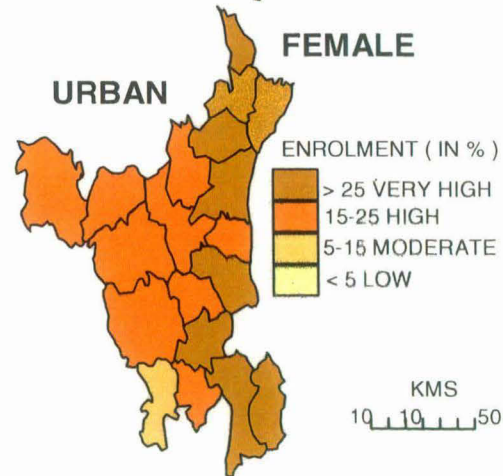 FEMALE
URBAN
ENROLMENT ( IN % )
> 25 VERY HIGH
15-25 HIGH
5-15 MODERATE
< 5 LOW
KMS
10 10 50